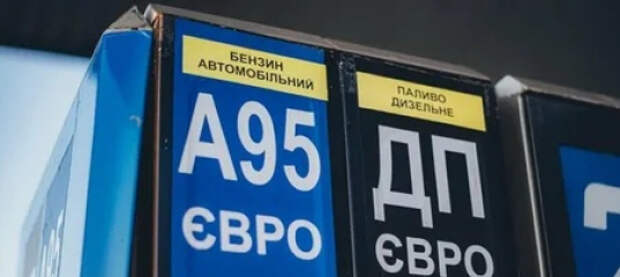 БЕНЗИН
АВТОМОБІЛЬНИЙ
А95
ЄВРО
ПАЛИВО
ДИЗЕЛЬНЕ
ДП
ЄВРО